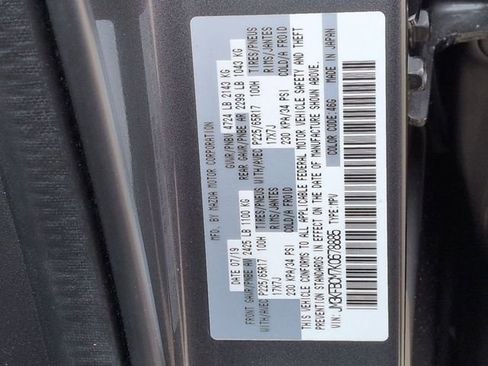 MFD. BY MAZDA MOTOR CORPORATION
DATE 07/19 GVWR/PNBV 4724 LB 2143 KG
FRONT GAWR/PNBE AV 2425 LB 1100 KG REAR GAWR/PNBE AR 2299 LB 1043 KG
WITH/AVEC P225/65R17 100H TIRES/PNEUS WITH/AVEC P225/65R17 100H TIRES/PNEUS
17X7J RIMS/JANTES 17X7J RIMS/JANTES
230 KPA/34 PSI COLD/A FROID 230 KPA/34 PSI COLD/A FROID
THIS VEHICLE CONFORMS TO ALL APPLICABLE FEDERAL MOTOR VEHICLE SAFETY AND THEFT
PREVENTION STANDARDS IN EFFECT ON THE DATE OF MANUFACTURE SHOWN ABOVE.
VIN: JM3KFBCM7K0678885 TYPE:MPV COLOR CODE:46G MADE IN JAPAN